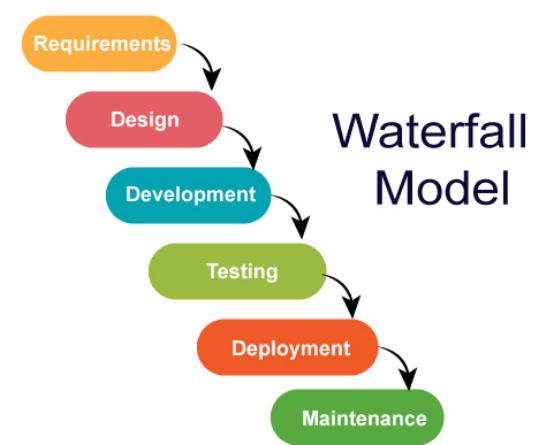 Requirements
Design
Waterfall
Model
Development
Testing
Deployment
Maintenance